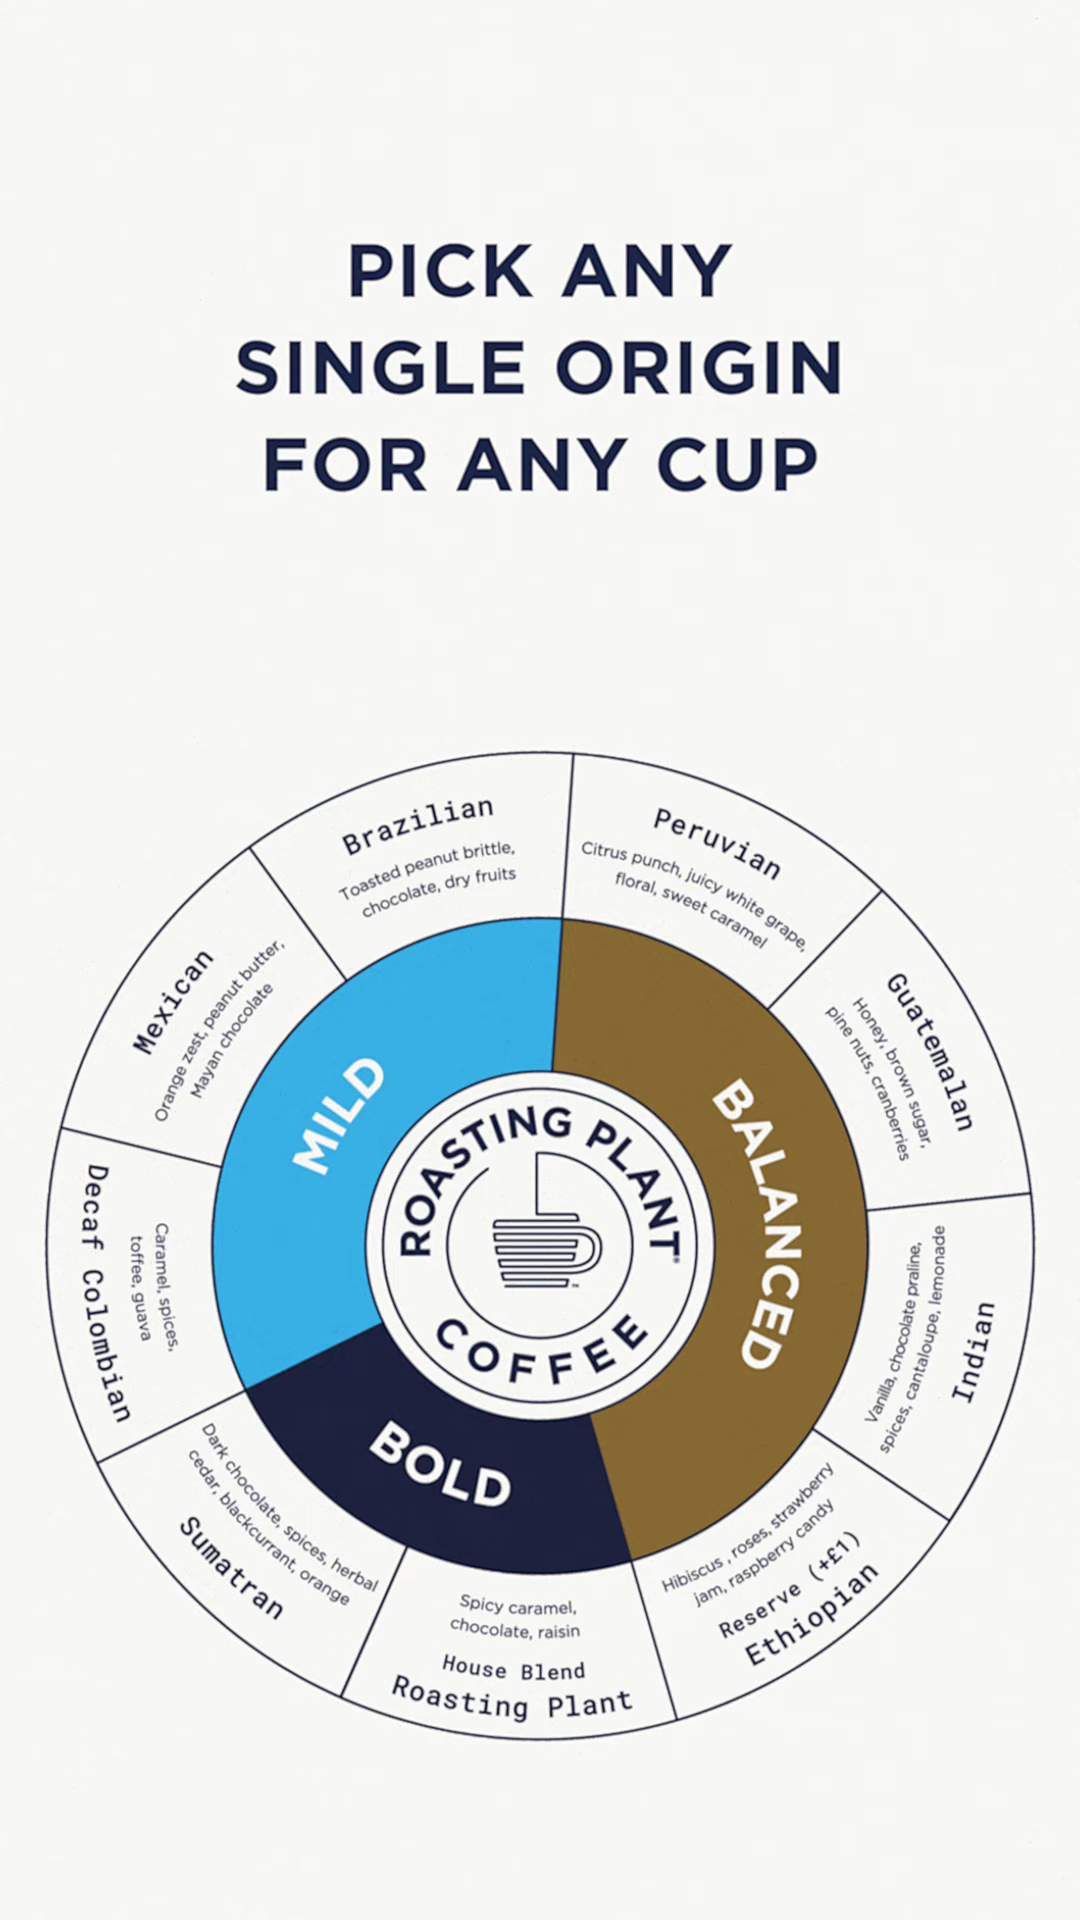 PICK ANY
SINGLE ORIGIN
FOR ANY CUP
Brazilian
Toasted peanut brittle,
chocolate, dry fruits
Peruvian
Citrus punch, juicy white grape,
floral, sweet caramel
Guatemalan
Honey, brown sugar,
pine nuts, cranberries
Indian
Vanilla, chocolate praline,
spices, cantaloupe, lemonade
Hibiscus , roses, strawberry
jam, raspberry candy
Reserve (+£1)
Ethiopian
Spicy caramel,
chocolate, raisin
House Blend
Roasting Plant
Dark chocolate, spices, herbal
cedar, blackcurrant, orange
Sumatran
Decaf Colombian
Caramel, spices,
toffee, guava
Mexican
Orange zest, peanut butter,
Mayan chocolate
MILD
BALANCED
BOLD
ROASTING PLANT®
COFFEE
™